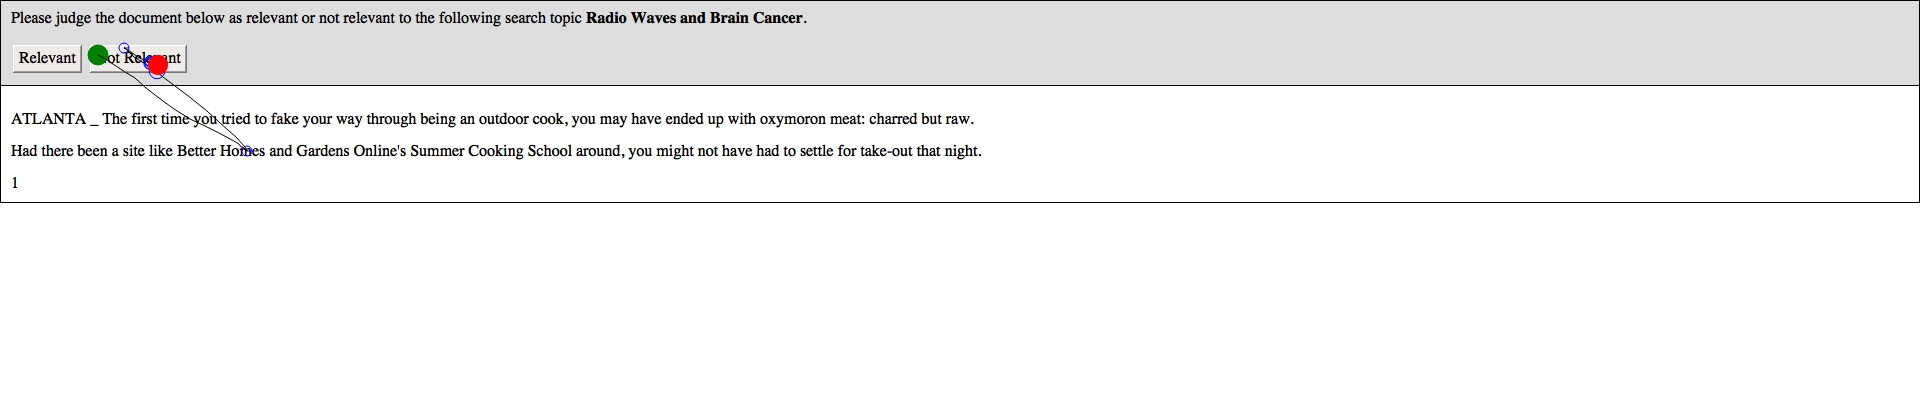 Please judge the document below as relevant or not relevant to the following search topic Radio Waves and Brain Cancer.
Relevant
ATLANTA _ The first time you tried to fake your way through being an outdoor cook, you may have ended up with oxymoron meat: charred but raw.
Had there been a site like Better Homes and Gardens Online's Summer Cooking School around, you might not have had to settle for take-out that night.
1